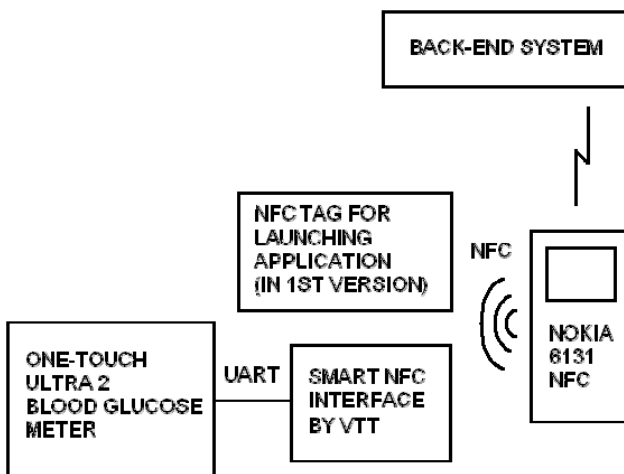 BACK-END SYSTEM
NFC TAG FOR
LAUNCHING
APPLICATION
(IN 1ST VERSION)
NFC
NOKIA
6131
NFC
ONE-TOUCH
ULTRA 2
BLOOD GLUCOSE
METER
UART
SMART NFC
INTERFACE
BY VTT